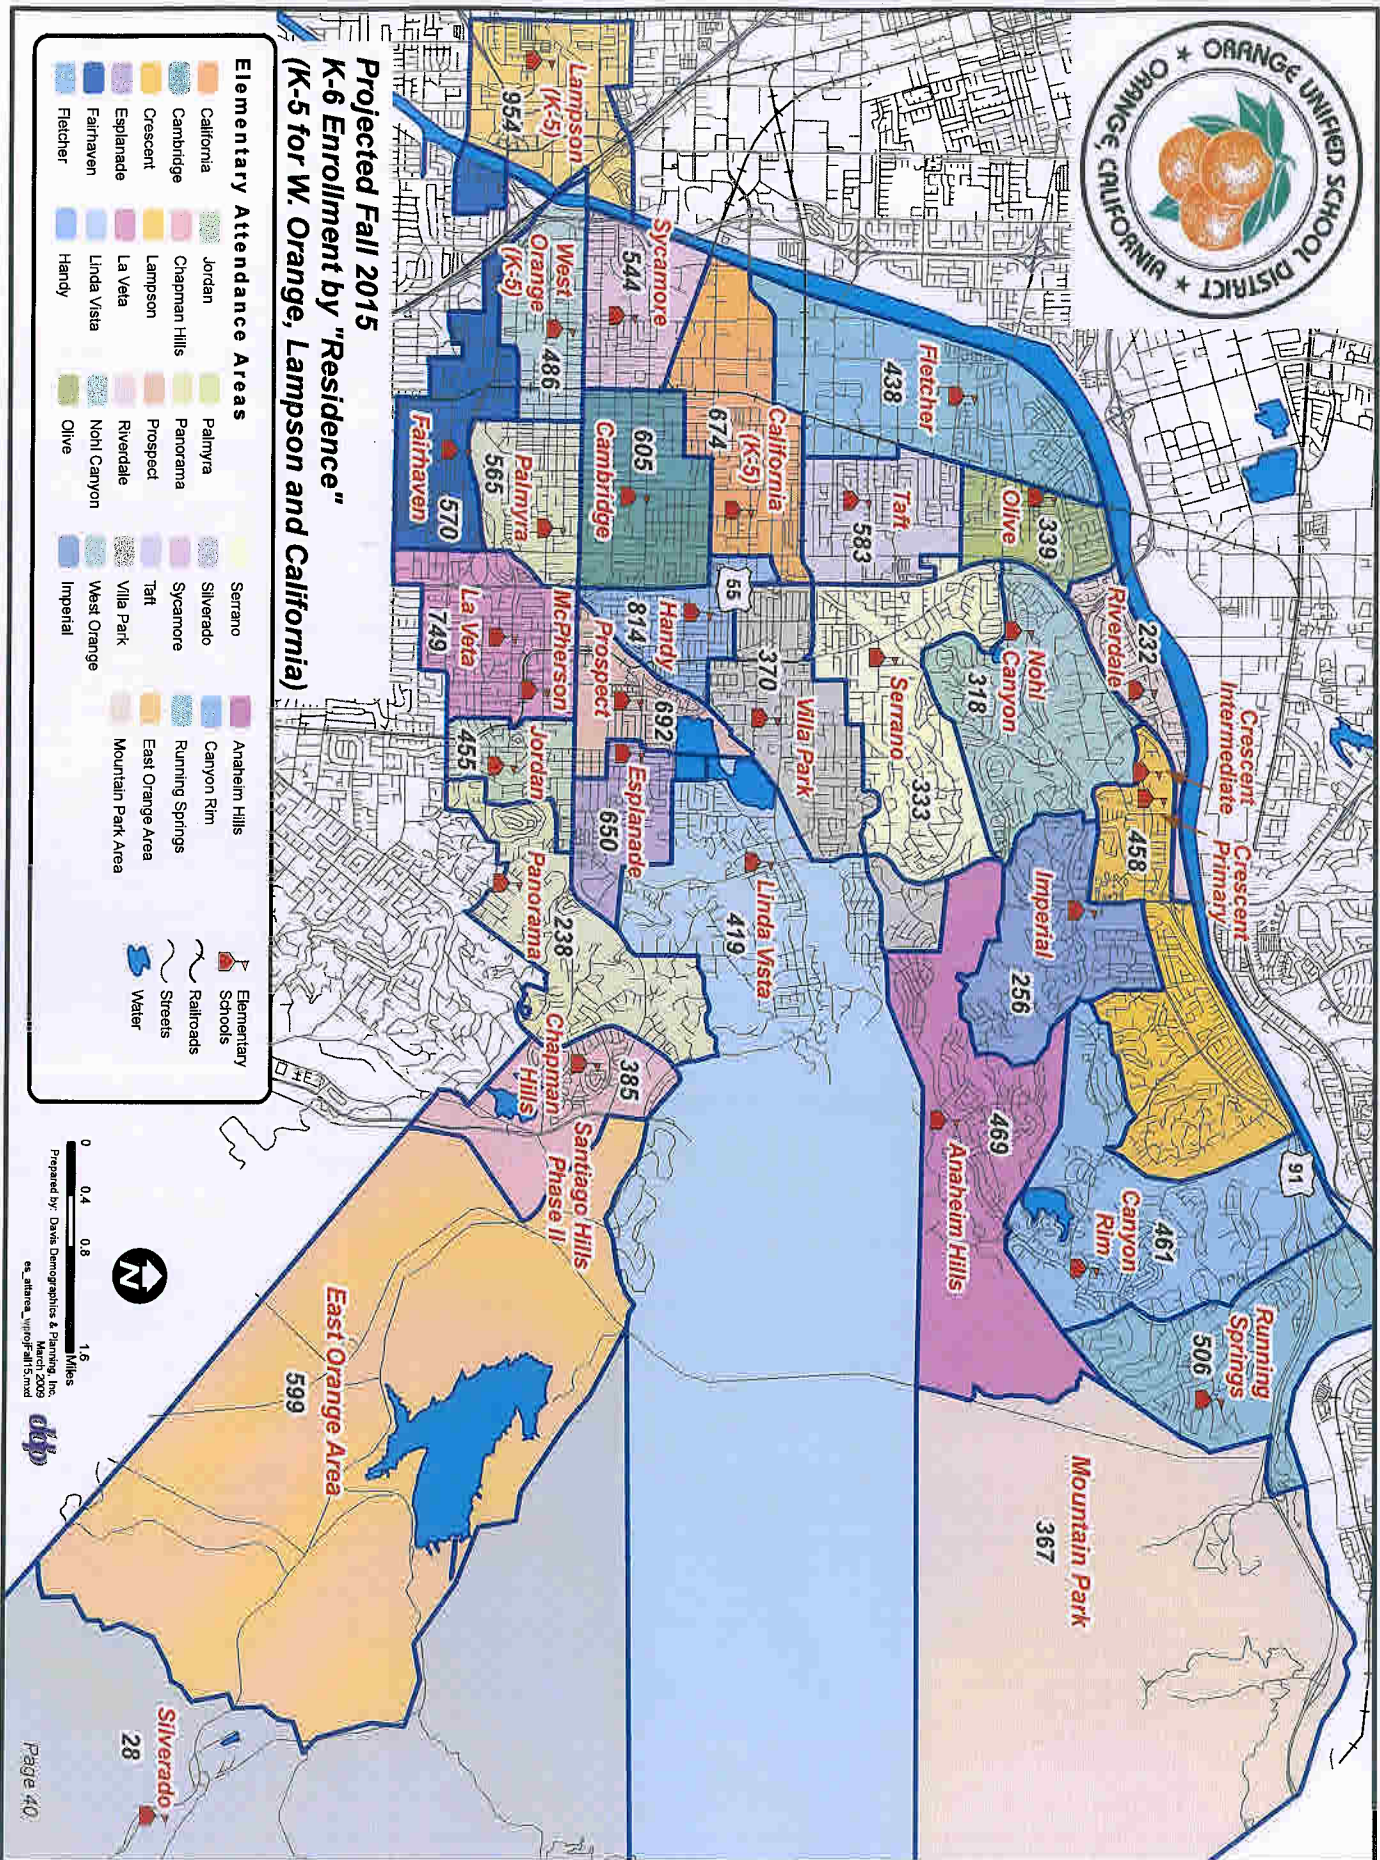 ORANGE UNIFIED SCHOOL DISTRICT
★ ORANGE, CALIFORNIA ★
Lampson
(K-5)
954
Sycamore
544
West
Orange
(K-5)
486
Fletcher
438
California
(K-5)
674
Cambridge
605
Fairhaven
570
Palmyra
565
Taft
583
Olive
339
Riverdale
232
Crescent
Intermediate
Crescent
Primary
458
Nohl
Canyon
318
Serrano
333
55
Handy
814
370
Villa Park
McPherson
La Veta
749
Prospect
692
Jordan
455
Esplanade
650
Panorama
238
Linda Vista
419
Imperial
256
Anaheim Hills
469
91
Canyon
Rim
461
Running
Springs
506
Chapman
Hills
385
Santiago Hills
Phase II
East Orange Area
599
Mountain Park
367
Silverado
28
Projected Fall 2015
K-6 Enrollment by "Residence"
(K-5 for W. Orange, Lampson and California)
Elementary Attendance Areas
California
Cambridge
Crescent
Esplanade
Fairhaven
Fletcher
Jordan
Chapman Hills
Lampson
La Veta
Linda Vista
Handy
Palmyra
Panorama
Prospect
Riverdale
Nohl Canyon
Olive
Serrano
Silverado
Sycamore
Taft
Villa Park
West Orange
Imperial
Anaheim Hills
Canyon Rim
Running Springs
East Orange Area
Mountain Park Area
Elementary
Schools
Railroads
Streets
Water
0 0.4 0.8 1.6
Miles
N
Prepared by: Davis Demographics & Planning, Inc.
March 2009
es_attarea_wprojFall15.mxd
ddp
Page 40